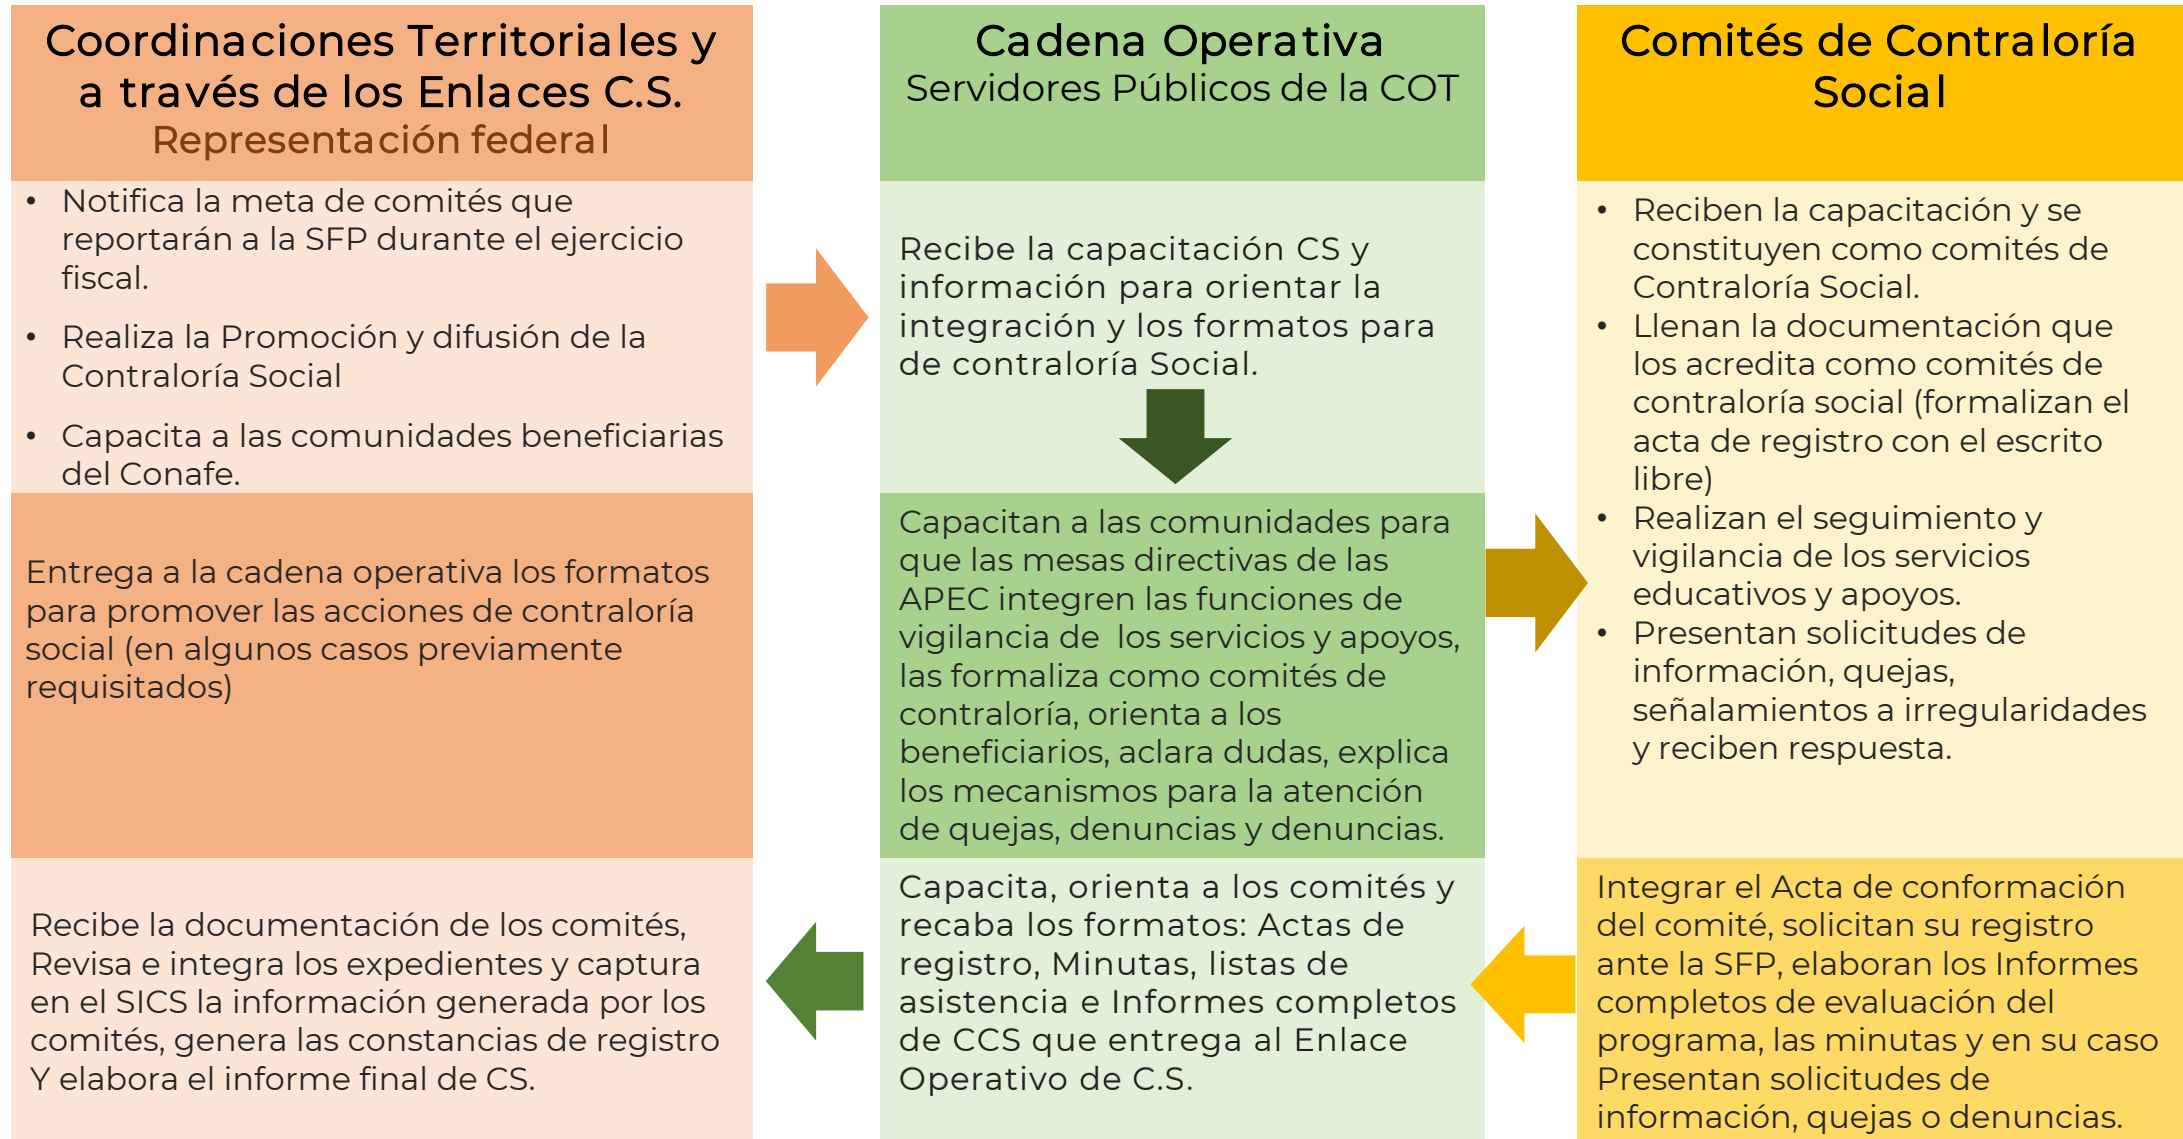 Coordinaciones Territoriales y
a través de los Enlaces C.S.
Representación federal
• Notifica la meta de comités que
reportarán a la SFP durante el ejercicio
fiscal.
• Realiza la Promoción y difusión de la
Contraloría Social
• Capacita a las comunidades beneficiarias
del Conafe.
Entrega a la cadena operativa los formatos
para promover las acciones de contraloría
social (en algunos casos previamente
requisitados)
Recibe la documentación de los comités,
Revisa e integra los expedientes y captura
en el SICS la información generada por los
comités, genera las constancias de registro
Y elabora el informe final de CS.
Cadena Operativa
Servidores Públicos de la COT
Recibe la capacitación CS y
información para orientar la
integración y los formatos para
de contraloría Social.
Capacitan a las comunidades para
que las mesas directivas de las
APEC integren las funciones de
vigilancia de  los servicios y apoyos,
las formaliza como comités de
contraloría, orienta a los
beneficiarios, aclara dudas, explica
los mecanismos para la atención
de quejas, denuncias y denuncias.
Capacita, orienta a los comités y
recaba los formatos: Actas de
registro, Minutas, listas de
asistencia e Informes completos
de CCS que entrega al Enlace
Operativo de C.S.
Comités de Contraloría
Social
• Reciben la capacitación y se
constituyen como comités de
Contraloría Social.
• Llenan la documentación que
los acredita como comités de
contraloría social (formalizan el
acta de registro con el escrito
libre)
• Realizan el seguimiento y
vigilancia de los servicios
educativos y apoyos.
• Presentan solicitudes de
información, quejas,
señalamientos a irregularidades
y reciben respuesta.
Integrar el Acta de conformación
del comité, solicitan su registro
ante la SFP, elaboran los Informes
completos de evaluación del
programa, las minutas y en su caso
Presentan solicitudes de
información, quejas o denuncias.